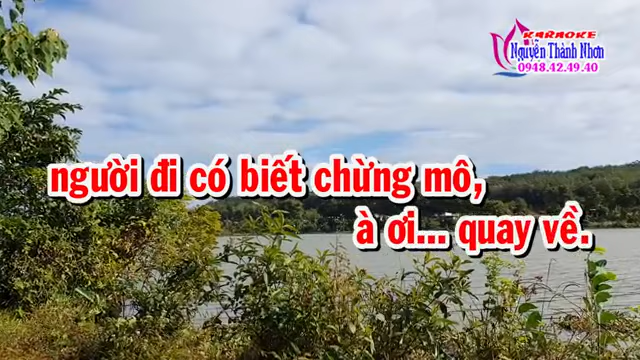 KARAOKE
Nguyễn Thành Nhơn
0948.42.49.40
người đi có biết chừng mô,
à ơi... quay về.